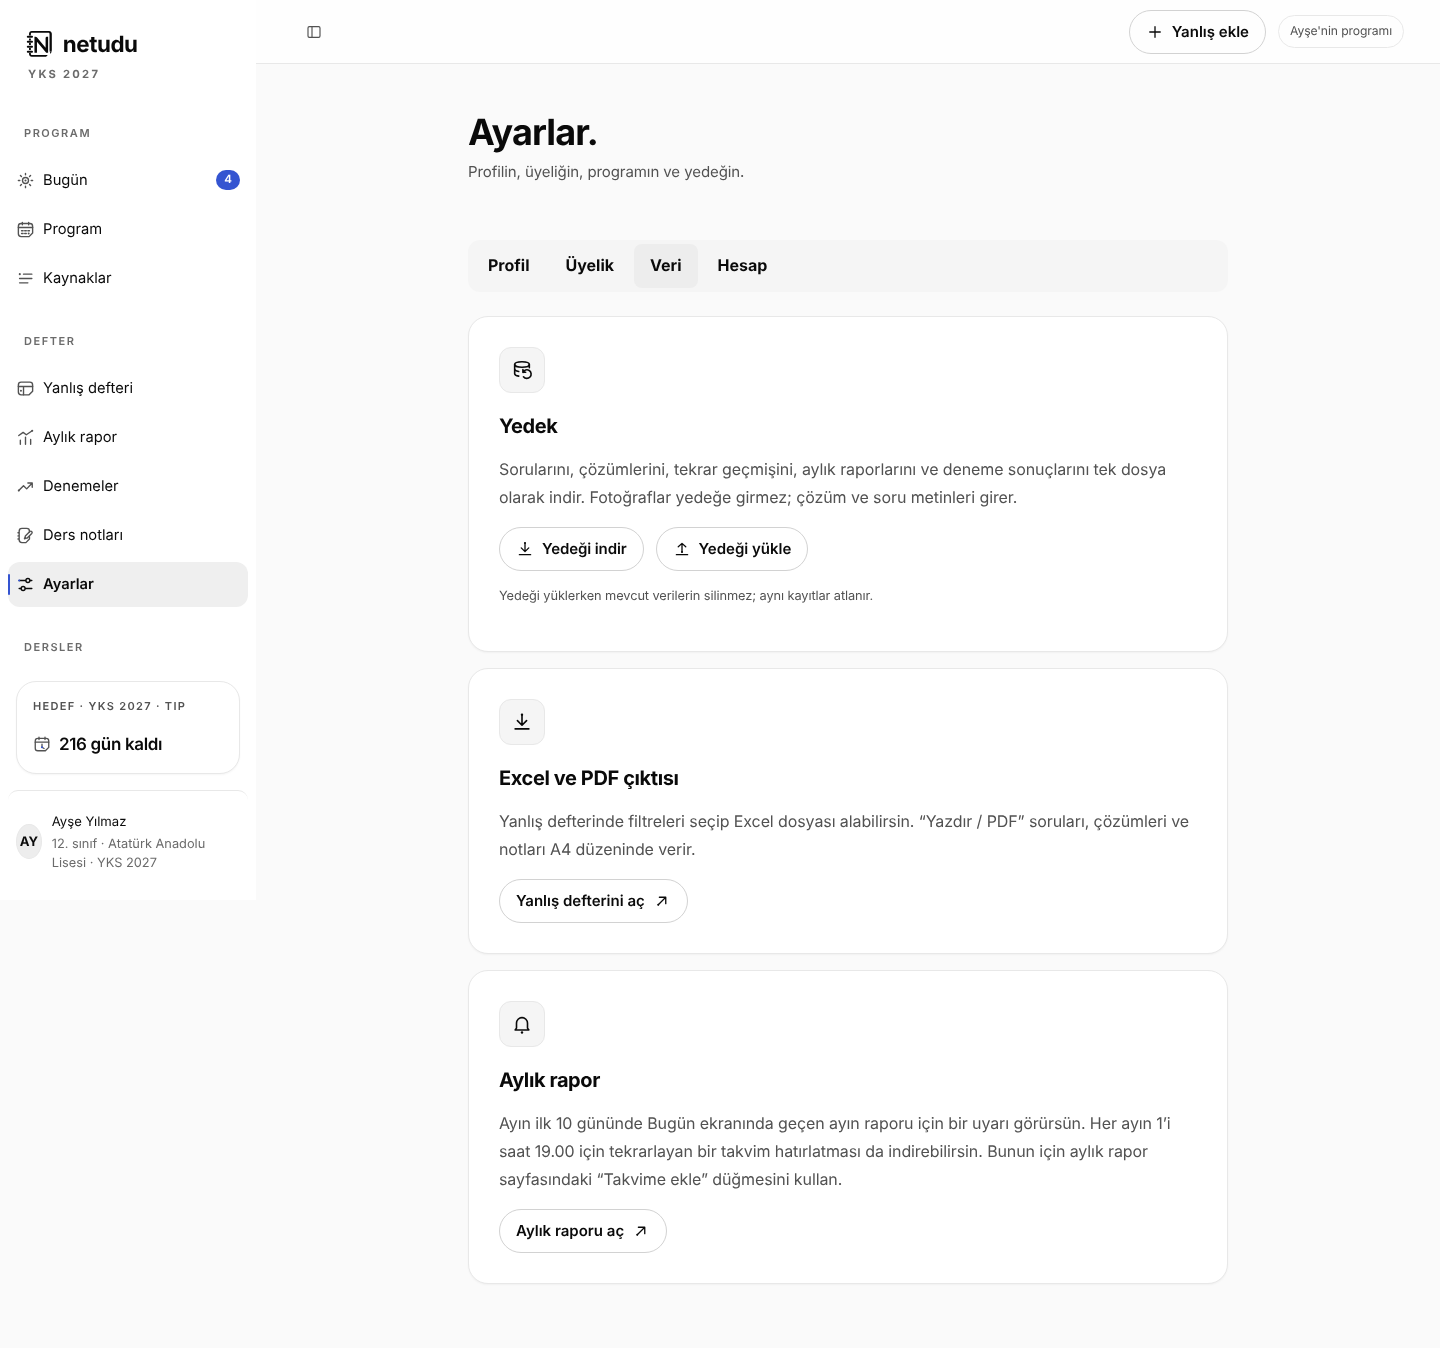 netudu
YKS 2027
PROGRAM
Bugün 4
Program
Kaynaklar
DEFTER
Yanlış defteri
Aylık rapor
Denemeler
Ders notları
Ayarlar
DERSLER
HEDEF · YKS 2027 · TIP
216 gün kaldı
AY
Ayşe Yılmaz
12. sınıf · Atatürk Anadolu
Lisesi · YKS 2027
Yanlış ekle
Ayşe'nin programı
Ayarlar.
Profilin, üyeliğin, programın ve yedeğin.
Profil Üyelik Veri Hesap
Yedek
Sorularını, çözümlerini, tekrar geçmişini, aylık raporlarını ve deneme sonuçlarını tek dosya
olarak indir. Fotoğraflar yedeğe girmez; çözüm ve soru metinleri girer.
Yedeği indir Yedeği yükle
Yedeği yüklerken mevcut verilerin silinmez; aynı kayıtlar atlanır.
Excel ve PDF çıktısı
Yanlış defterinde filtreleri seçip Excel dosyası alabilirsin. “Yazdır / PDF” soruları, çözümleri ve
notları A4 düzeninde verir.
Yanlış defterini aç
Aylık rapor
Ayın ilk 10 gününde Bugün ekranında geçen ayın raporu için bir uyarı görürsün. Her ayın 1’i
saat 19.00 için tekrarlayan bir takvim hatırlatması da indirebilirsin. Bunun için aylık rapor
sayfasındaki “Takvime ekle” düğmesini kullan.
Aylık raporu aç